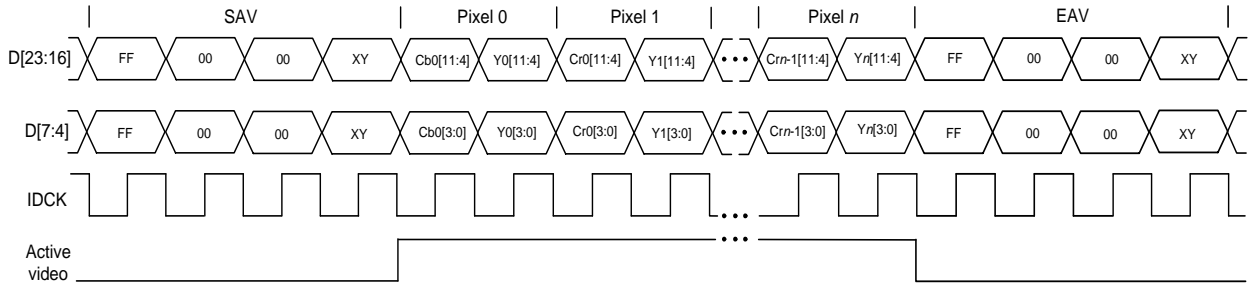 SAV Pixel 0 Pixel 1 Pixel n EAV
D[23:16] FF 00 00 XY Cb0[11:4] Y0[11:4] Cr0[11:4] Y1[11:4] ••• Crn-1[11:4] Yn[11:4] FF 00 00 XY
D[7:4] FF 00 00 XY Cb0[3:0] Y0[3:0] Cr0[3:0] Y1[3:0] ••• Crn-1[3:0] Yn[3:0] FF 00 00 XY
IDCK •••
Active •••
video